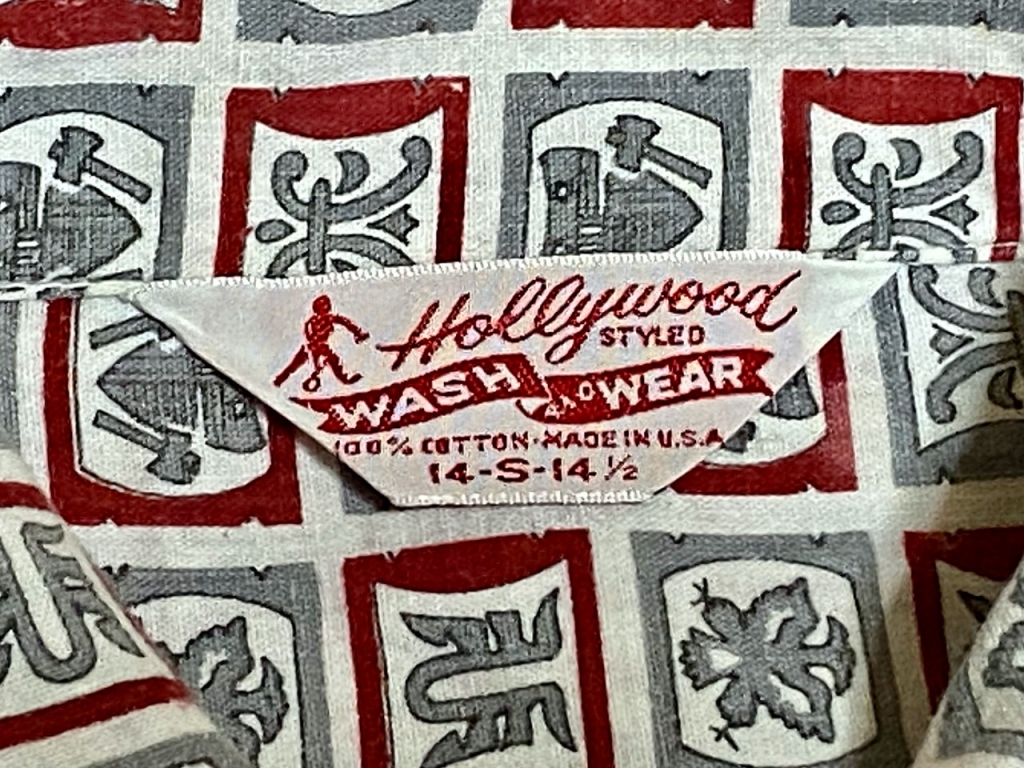 Hollywood
STYLED
WASH AND WEAR
100% COTTON-MADE IN U.S.A
14-S-14 ½